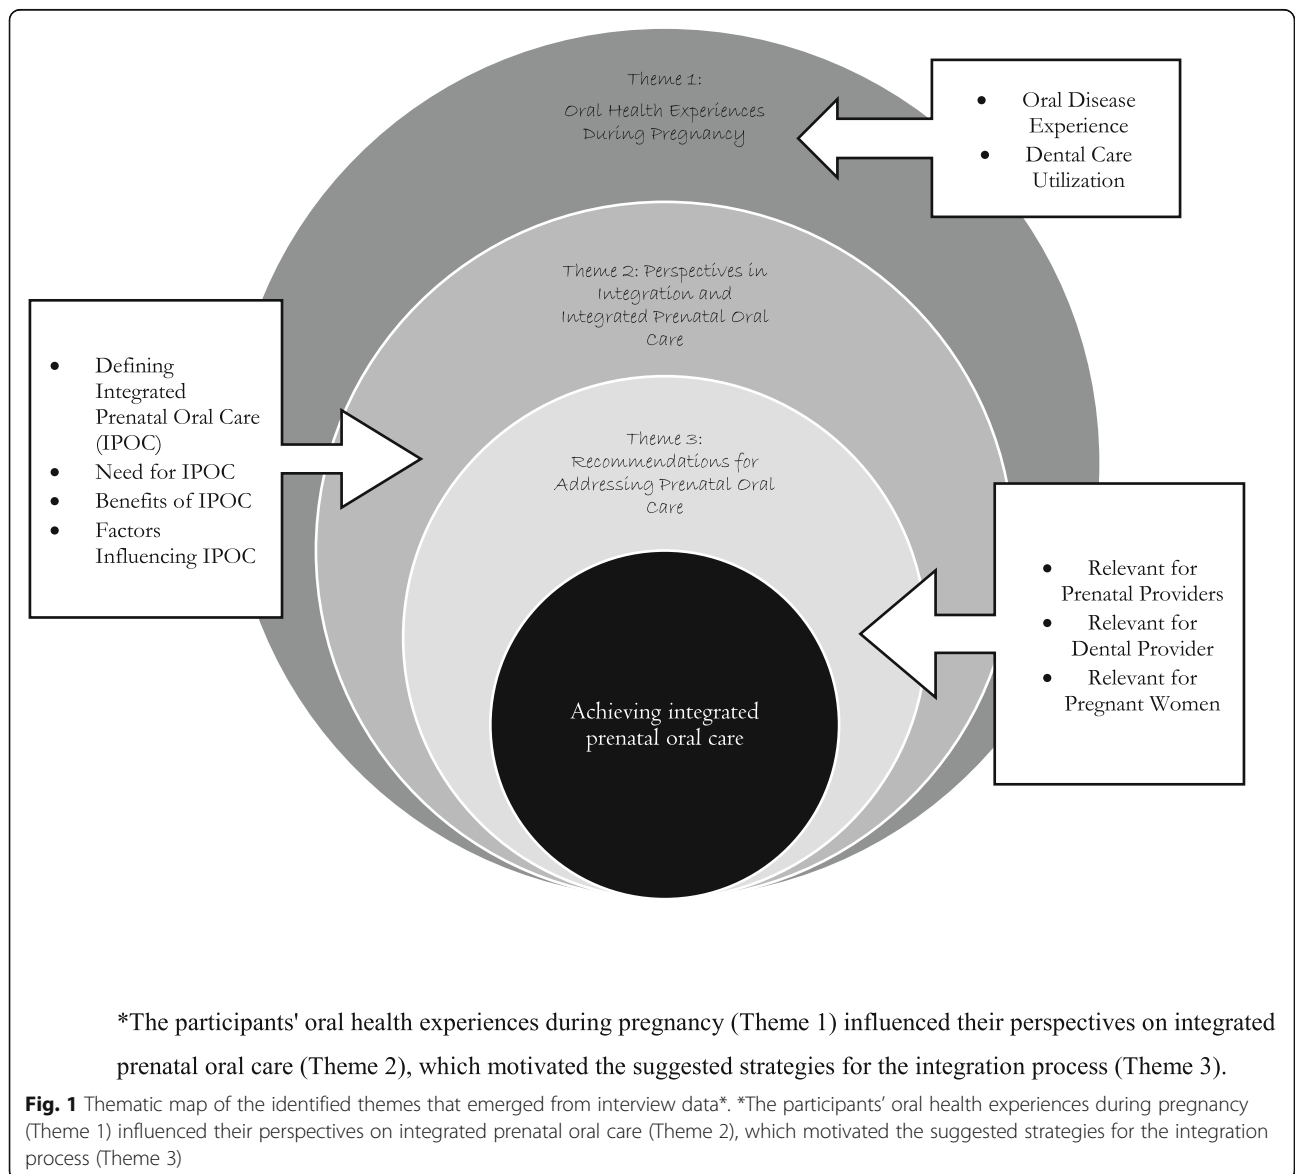 Theme 1:
Oral Health Experiences
During Pregnancy
• Oral Disease
Experience
• Dental Care
Utilization
Theme 2: Perspectives in
Integration and
Integrated Prenatal Oral
Care
• Defining
Integrated
Prenatal Oral Care
(IPOC)
• Need for IPOC
• Benefits of IPOC
• Factors
Influencing IPOC
Theme 3:
Recommendations for
Addressing Prenatal Oral
Care
• Relevant for
Prenatal Providers
• Relevant for
Dental Provider
• Relevant for
Pregnant Women
Achieving integrated
prenatal oral care
*The participants' oral health experiences during pregnancy (Theme 1) influenced their perspectives on integrated
prenatal oral care (Theme 2), which motivated the suggested strategies for the integration process (Theme 3).
Fig. 1 Thematic map of the identified themes that emerged from interview data*. *The participants’ oral health experiences during pregnancy
(Theme 1) influenced their perspectives on integrated prenatal oral care (Theme 2), which motivated the suggested strategies for the integration
process (Theme 3)